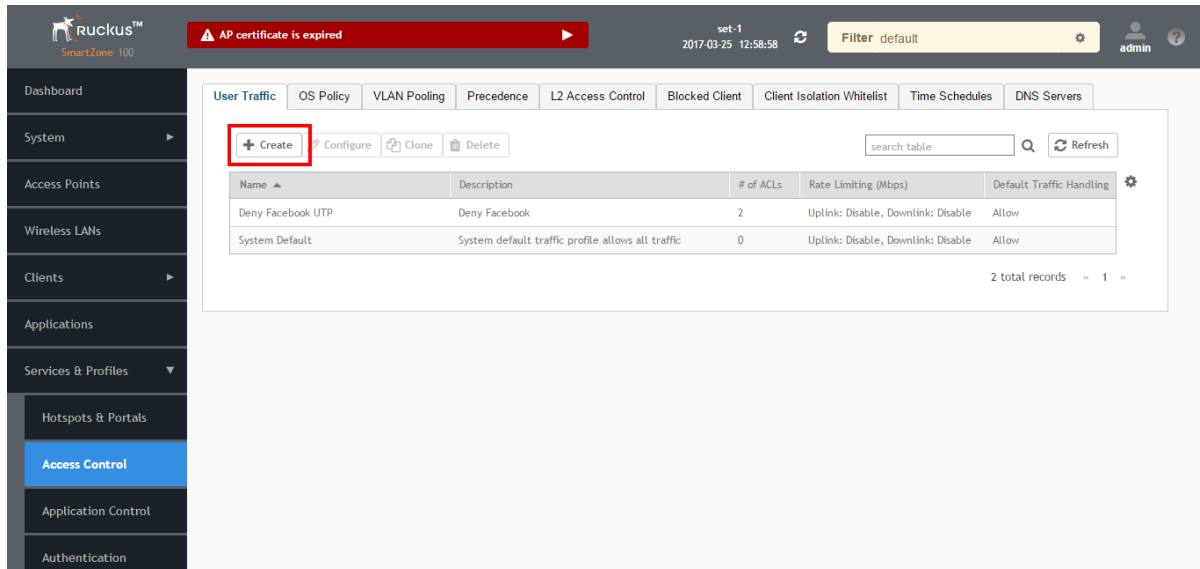 Ruckus™
SmartZone 100
AP certificate is expired
set-1
2017-03-25 12:58:58
Filter default
admin
?
Dashboard
System
Access Points
Wireless LANs
Clients
Applications
Services & Profiles
Hotspots & Portals
Access Control
Application Control
Authentication
User Traffic OS Policy VLAN Pooling Precedence L2 Access Control Blocked Client Client Isolation Whitelist Time Schedules DNS Servers
+ Create Configure Clone Delete search table Refresh
Name Description # of ACLs Rate Limiting (Mbps) Default Traffic Handling
Deny Facebook UTP Deny Facebook 2 Uplink: Disable, Downlink: Disable Allow
System Default System default traffic profile allows all traffic 0 Uplink: Disable, Downlink: Disable Allow
2 total records « 1 »